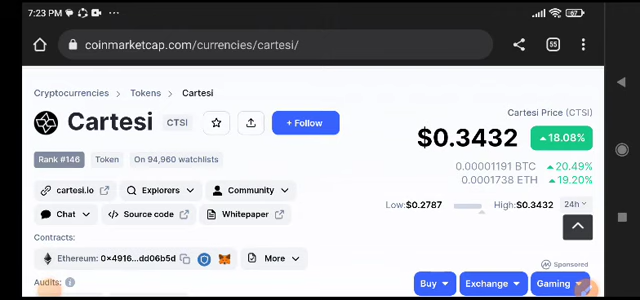 7:23 PM
67
coinmarketcap.com/currencies/cartesi/
55
Cryptocurrencies > Tokens > Cartesi
Cartesi CTSI + Follow
Cartesi Price (CTSI)
$0.3432 18.08%
Rank #146 Token On 94,960 watchlists
0.00001191 BTC 20.49%
0.0001738 ETH 19.20%
cartesi.io Explorers Community
Low:$0.2787 High:$0.3432 24h
Chat Source code Whitepaper
Contracts:
Ethereum: 0x4916...dd06b5d More
Sponsored
Audits:
Buy Exchange Gaming